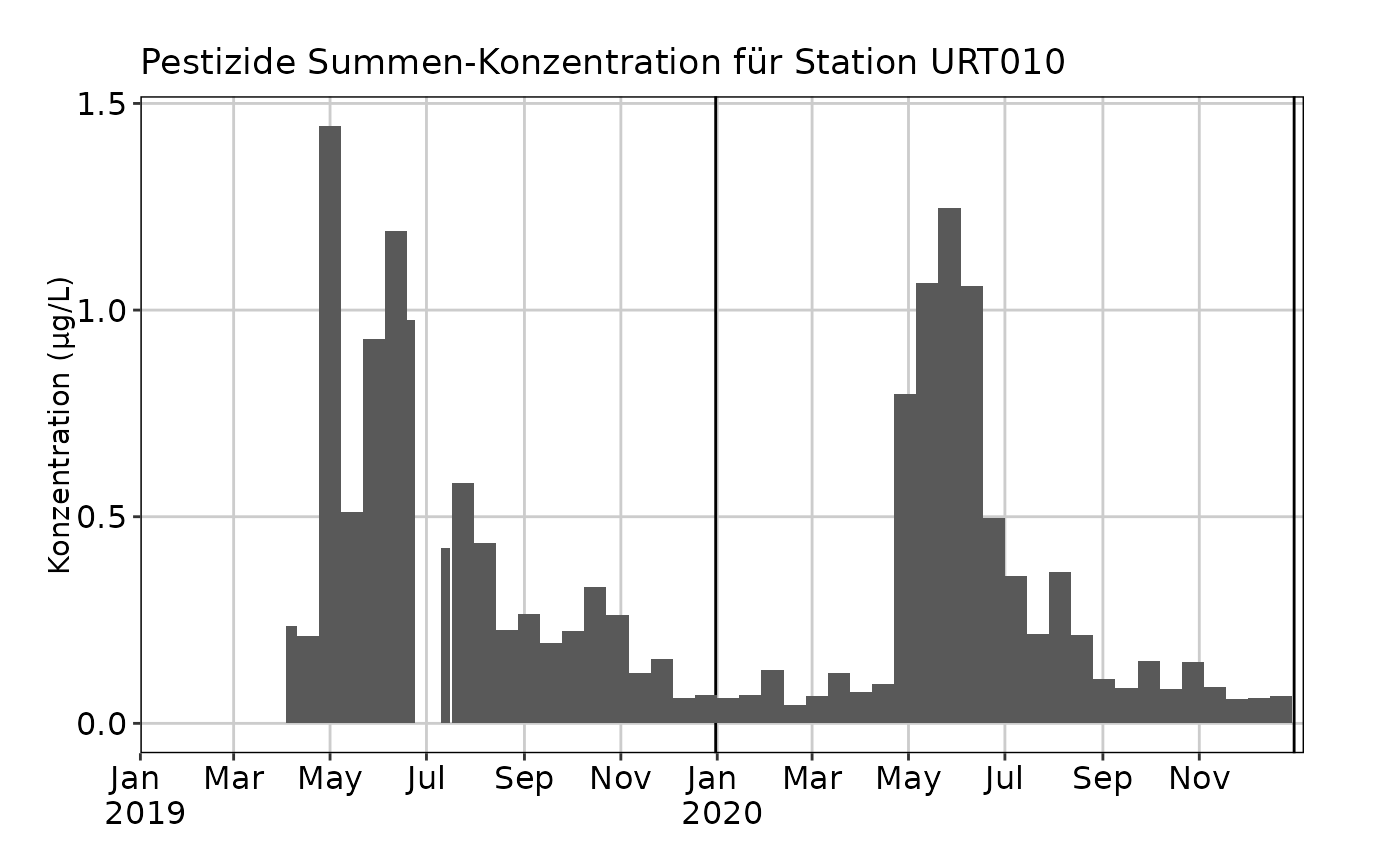 Pestizide Summen-Konzentration für Station URT010
Konzentration (µg/L)
1.5
1.0
0.5
0.0
Jan Mar May Jul Sep Nov Jan Mar May Jul Sep Nov
2019 2020